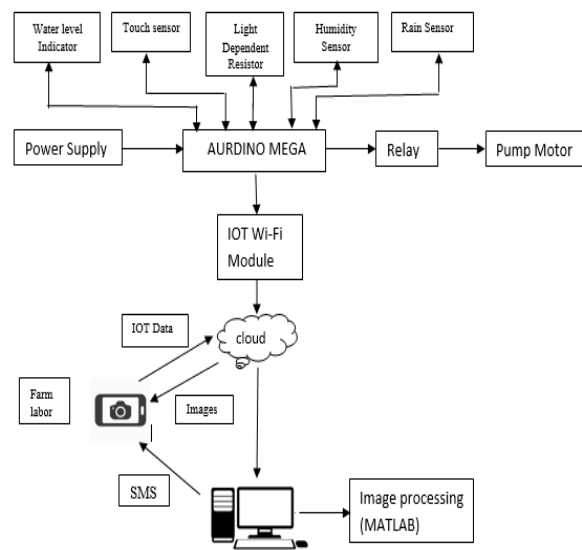 Water level
Indicator
Touch sensor
Light
Dependent
Resistor
Humidity
Sensor
Rain Sensor
Power Supply
AURDINO MEGA
Relay
Pump Motor
IOT Wi-Fi
Module
IOT Data
cloud
Farm
labor
Images
SMS
Image processing
(MATLAB)